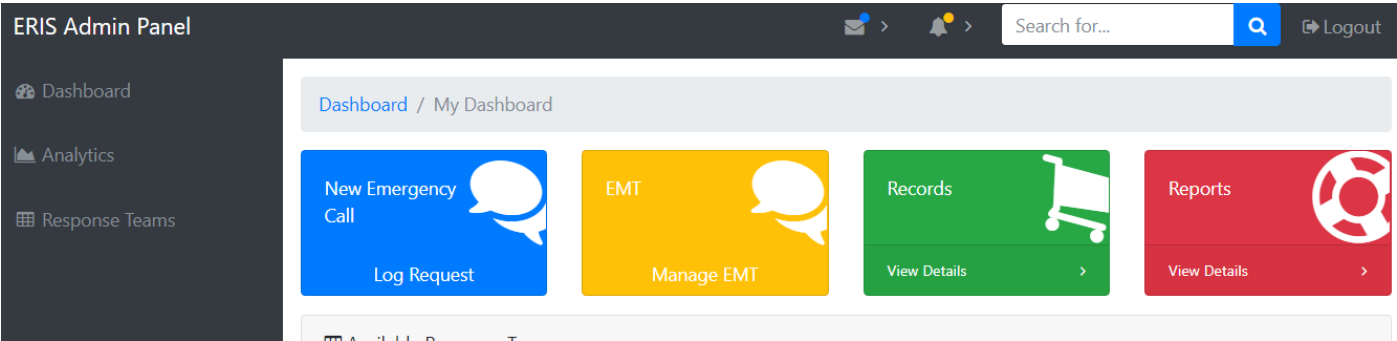 ERIS Admin Panel
Search for...
Logout
Dashboard
Analytics
Response Teams
Dashboard / My Dashboard
New Emergency
Call
Log Request
EMT
Manage EMT
Records
View Details
Reports
View Details